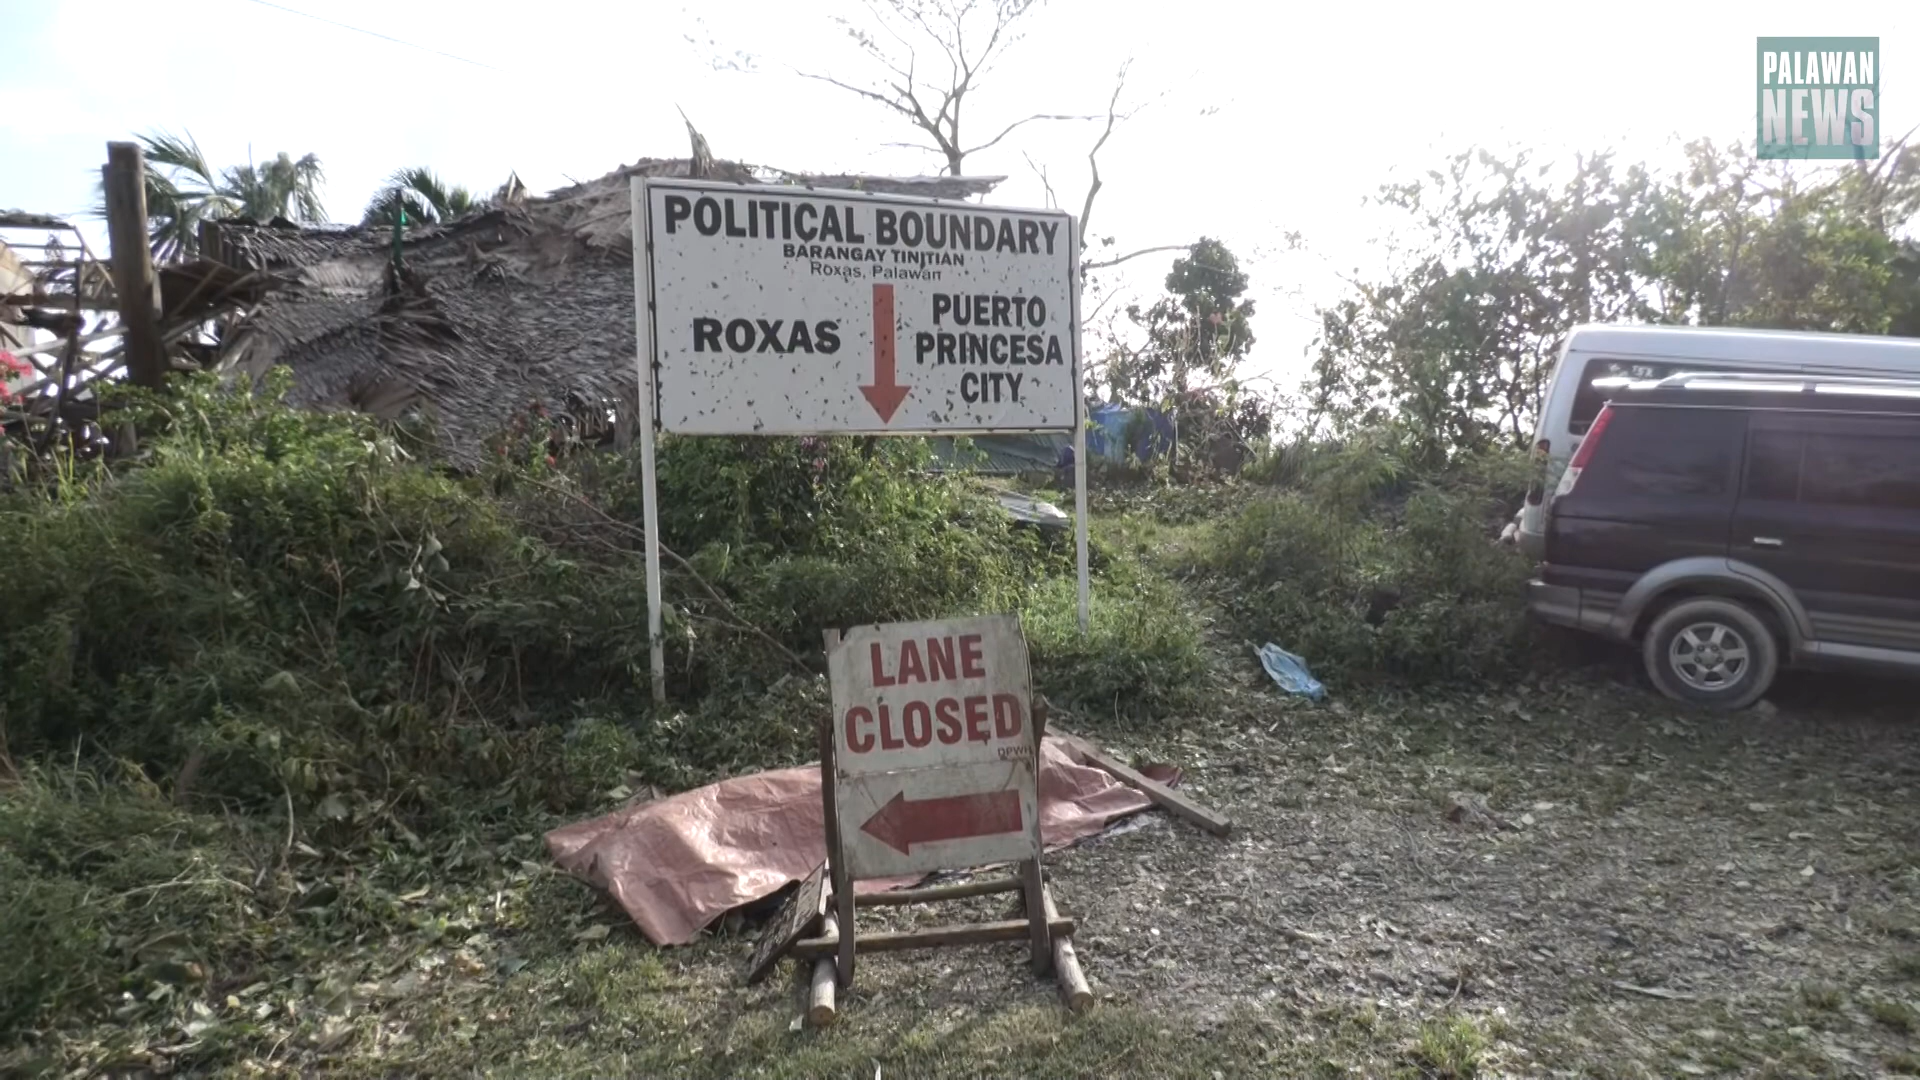 PALAWAN
NEWS
POLITICAL BOUNDARY
BARANGAY TINITIAN
Roxas, Palawan
ROXAS
PUERTO
PRINCESA
CITY
LANE
CLOSED
DPWH